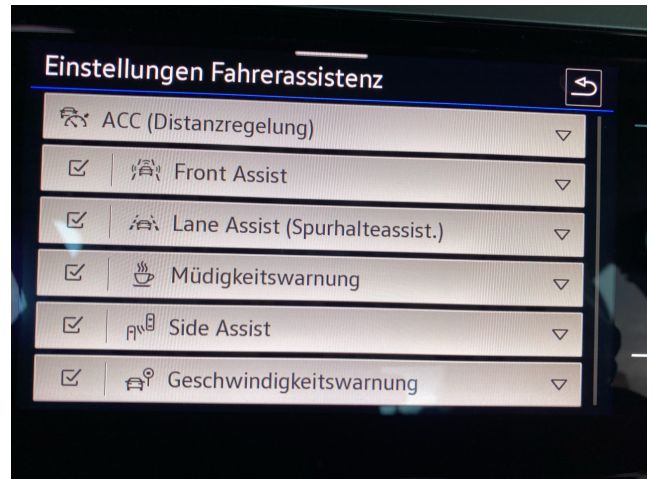 Einstellungen Fahrerassistenz
ACC (Distanzregelung)
Front Assist
Lane Assist (Spurhalteassist.)
Müdigkeitswarnung
Side Assist
Geschwindigkeitswarnung